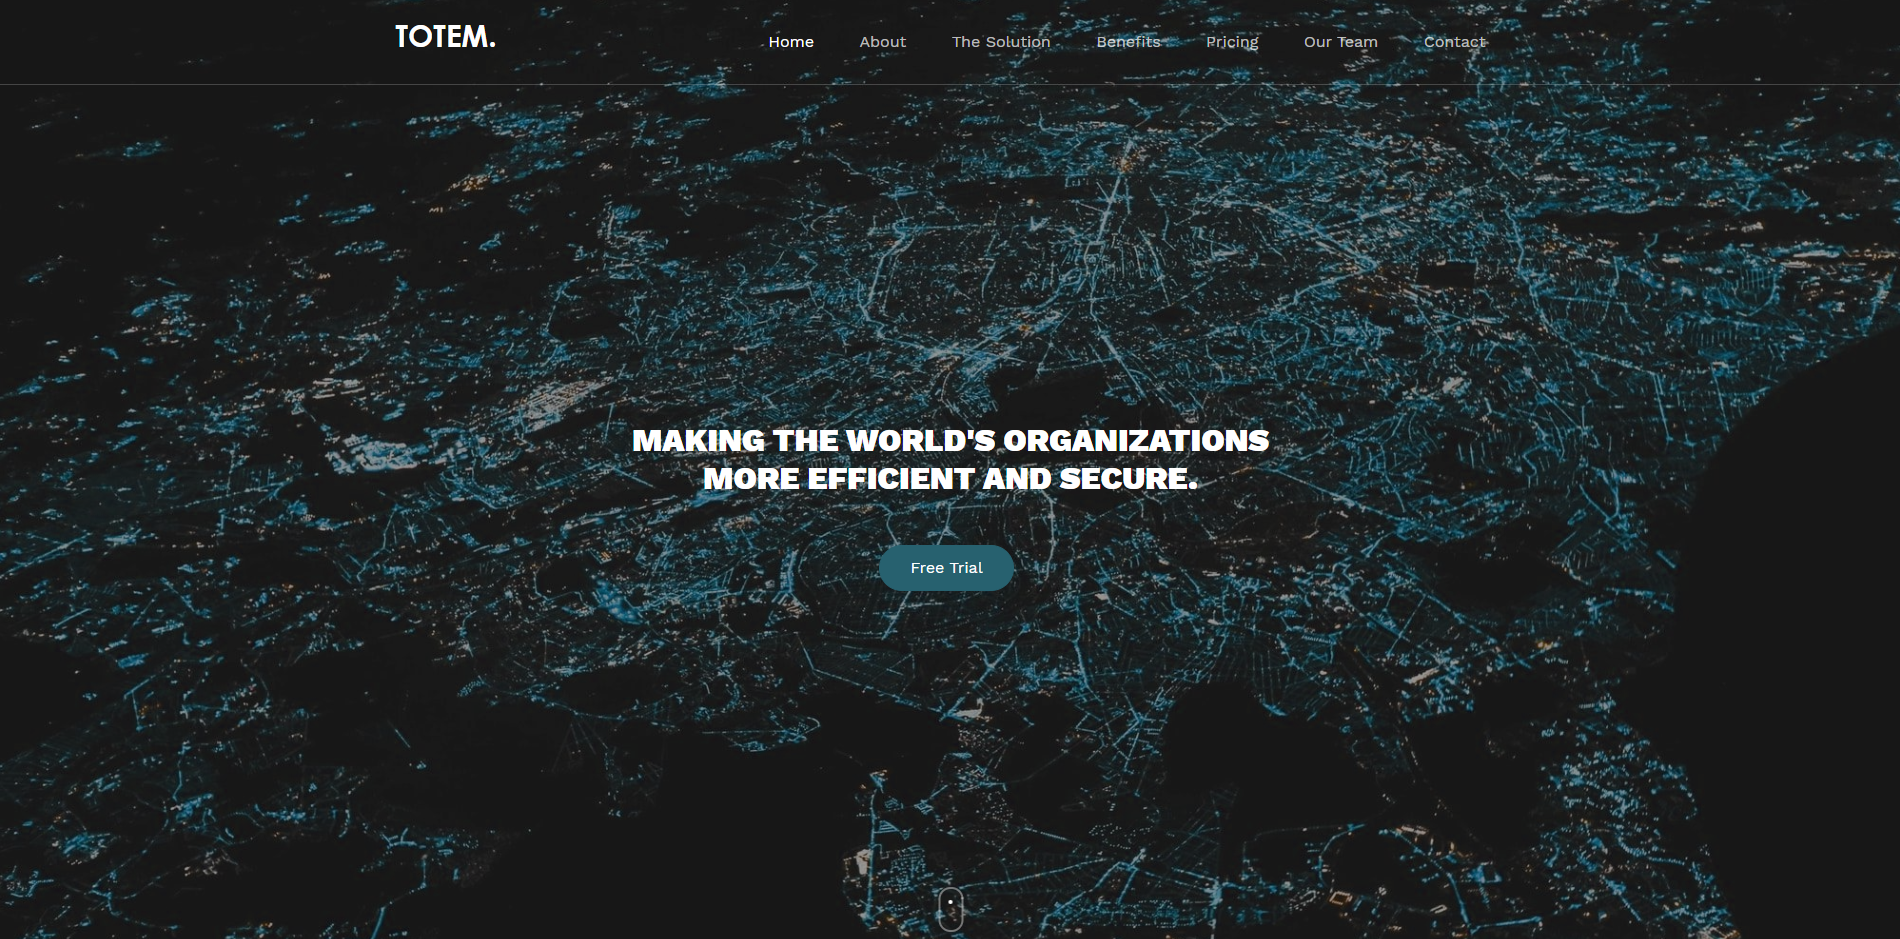 TOTEM.
Home About The Solution Benefits Pricing Our Team Contact
MAKING THE WORLD'S ORGANIZATIONS
MORE EFFICIENT AND SECURE.
Free Trial